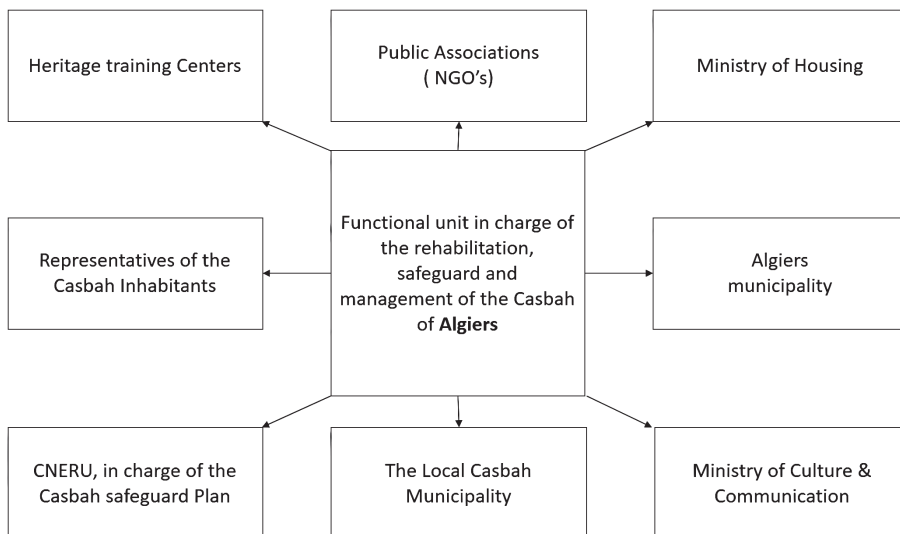 Heritage training Centers
Public Associations
( NGO’s)
Ministry of Housing
Representatives of the
Casbah Inhabitants
Functional unit in charge of
the rehabilitation,
safeguard and
management of the Casbah
of Algiers
Algiers
municipality
CNERU, in charge of the
Casbah safeguard Plan
The Local Casbah
Municipality
Ministry of Culture &
Communication